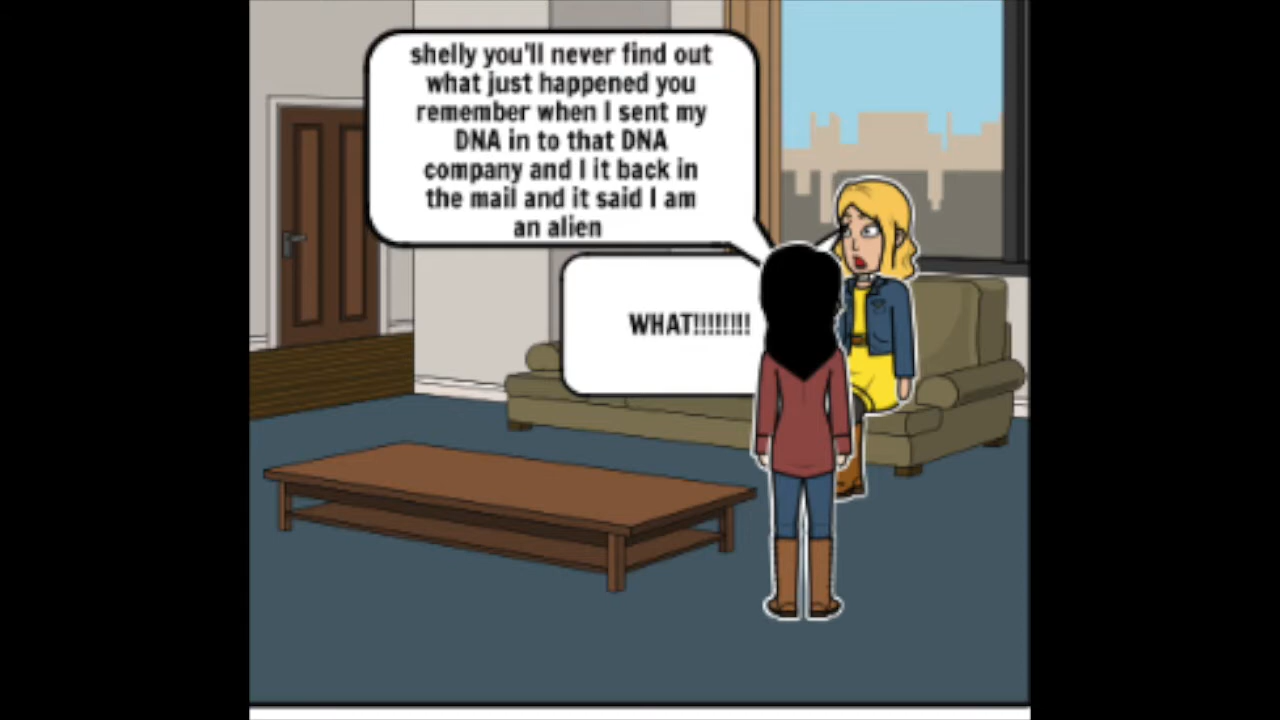 shelly you'll never find out
what just happened you
remember when I sent my
DNA in to that DNA
company and I it back in
the mail and it said I am
an alien
WHAT!!!!!!!!